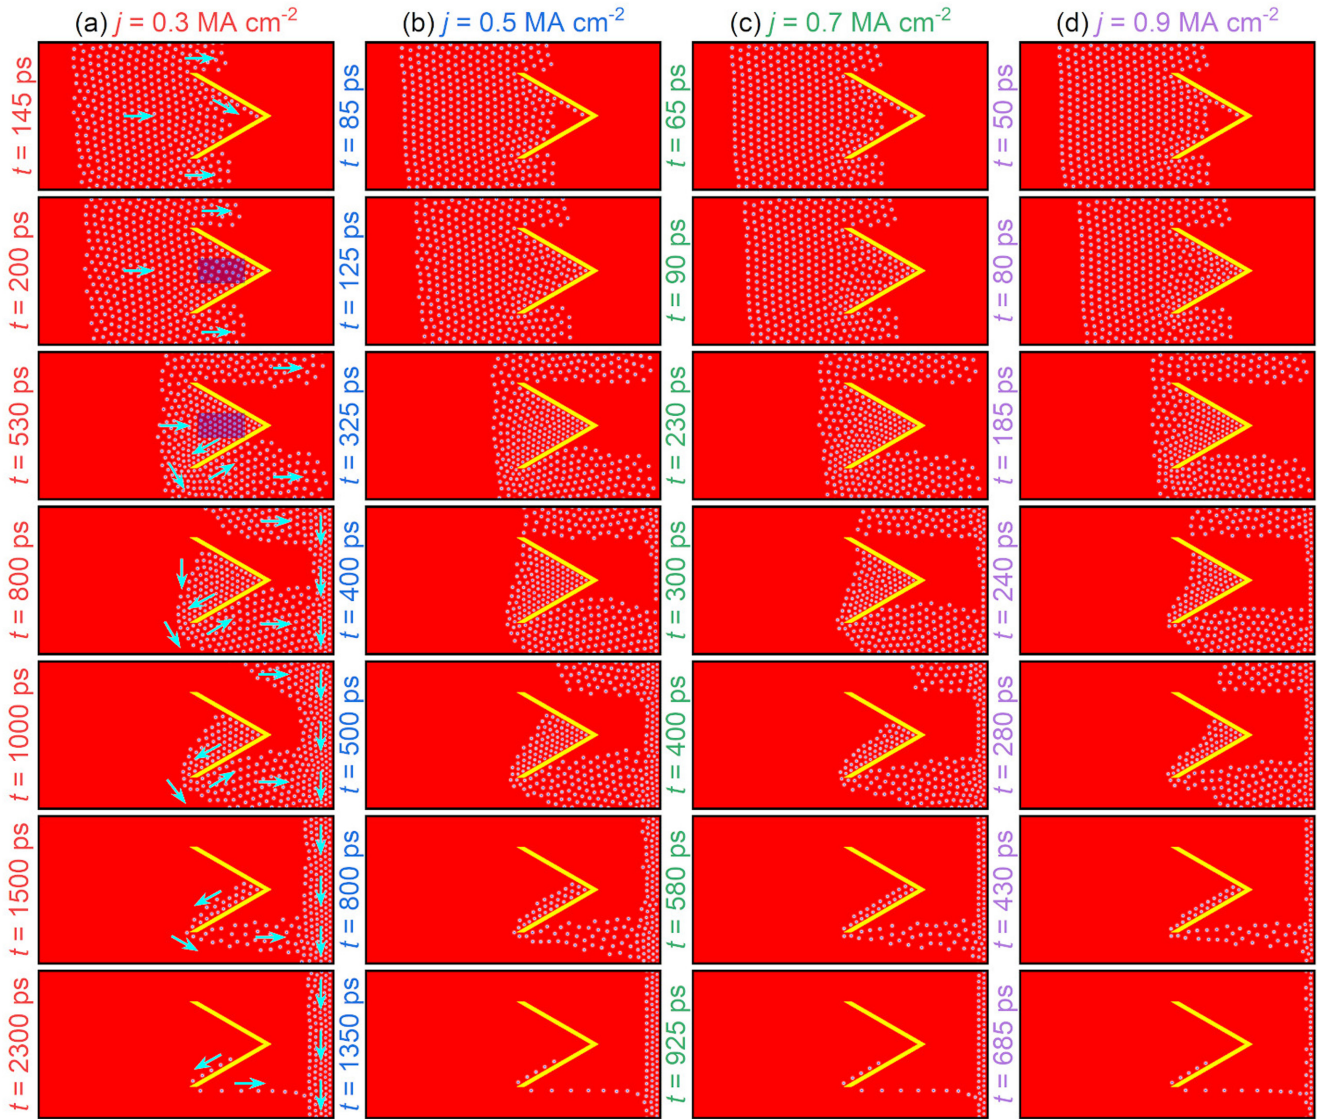 (a) j = 0.3 MA cm-2
(b) j = 0.5 MA cm-2
(c) j = 0.7 MA cm-2
(d) j = 0.9 MA cm-2
t = 145 ps
t = 85 ps
t = 65 ps
t = 50 ps
t = 200 ps
t = 125 ps
t = 90 ps
t = 80 ps
t = 530 ps
t = 325 ps
t = 230 ps
t = 185 ps
t = 800 ps
t = 400 ps
t = 300 ps
t = 240 ps
t = 1000 ps
t = 500 ps
t = 400 ps
t = 280 ps
t = 1500 ps
t = 800 ps
t = 580 ps
t = 430 ps
t = 2300 ps
t = 1350 ps
t = 925 ps
t = 685 ps